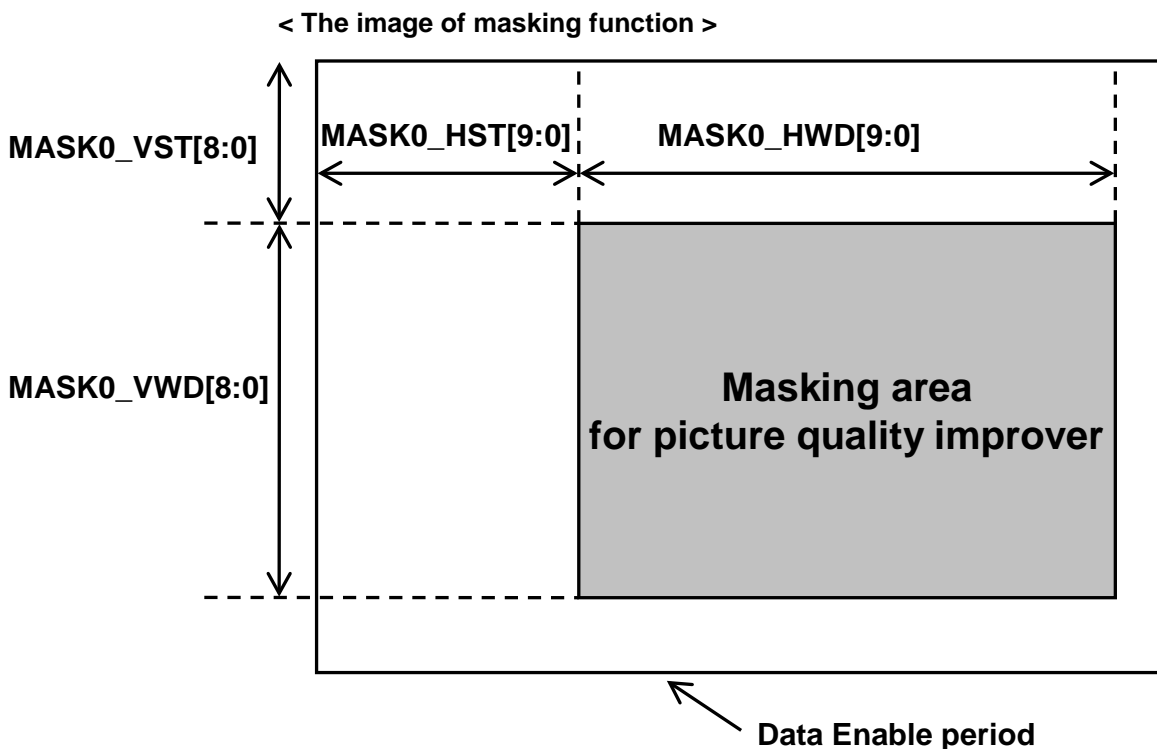 < The image of masking function >
MASK0_VST[8:0]
MASK0_HST[9:0]
MASK0_HWD[9:0]
MASK0_VWD[8:0]
Masking area
for picture quality improver
Data Enable period